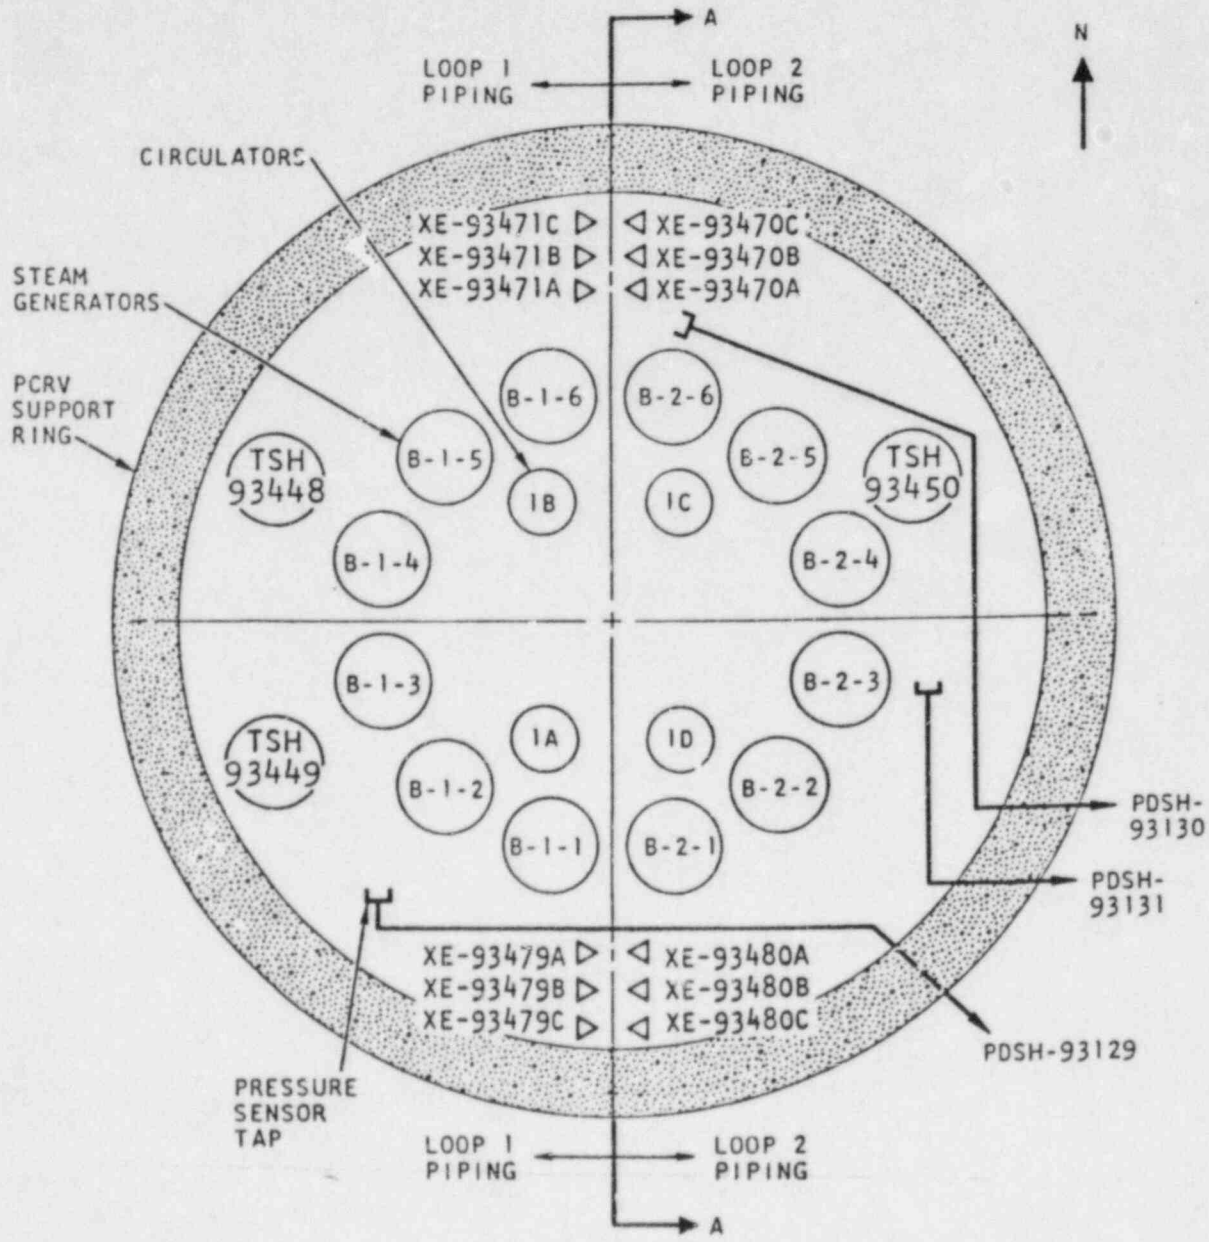 A
N
LOOP 1
PIPING
LOOP 2
PIPING
CIRCULATORS
XE-93471C
XE-93470C
XE-93471B
XE-93470B
XE-93471A
XE-93470A
STEAM
GENERATORS
PCRV
SUPPORT
RING
B-1-6
B-2-6
B-1-5
B-2-5
TSH
93448
TSH
93450
1B
1C
B-1-4
B-2-4
B-1-3
B-2-3
TSH
93449
1A
1D
B-1-2
B-2-2
B-1-1
B-2-1
PDSH-
93130
PDSH-
93131
XE-93479A
XE-93480A
XE-93479B
XE-93480B
XE-93479C
XE-93480C
PDSH-93129
PRESSURE
SENSOR
TAP
LOOP 1
PIPING
LOOP 2
PIPING
A